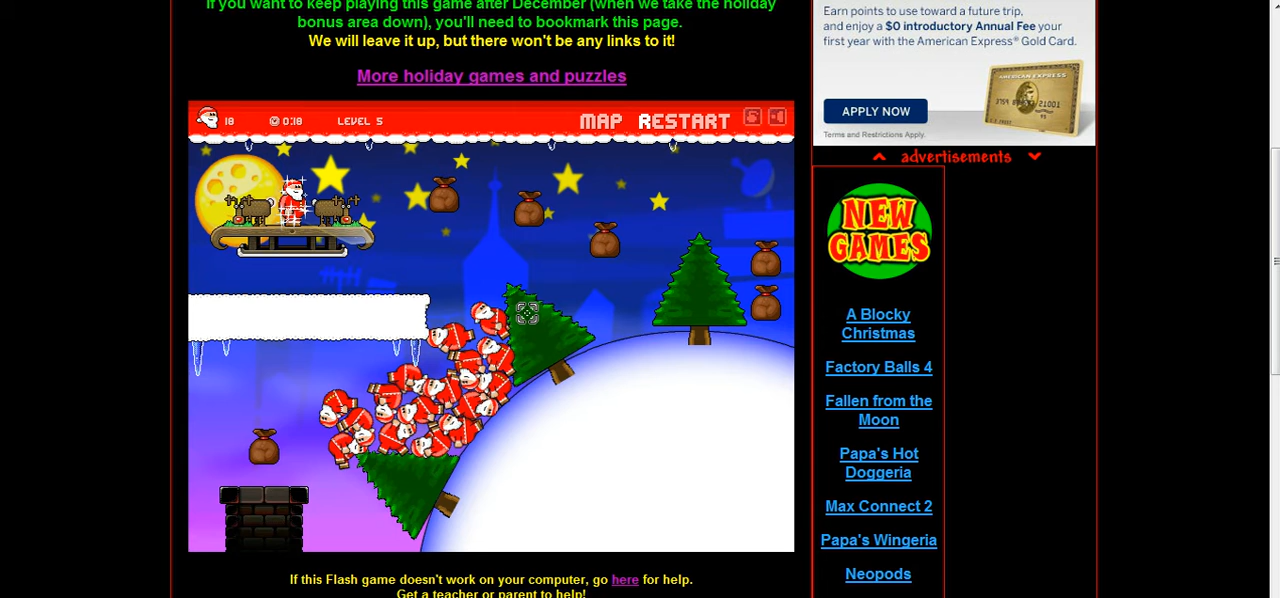 If you want to keep playing this game after December (when we take the holiday
bonus area down), you'll need to bookmark this page.
We will leave it up, but there won't be any links to it!
More holiday games and puzzles
18 @ 0:18 LEVEL 5 MAP RESTART
Earn points to use toward a future trip,
and enjoy a $0 introductory Annual Fee your
first year with the American Express® Gold Card.
AMERICAN EXPRESS
APPLY NOW
Terms and Restrictions Apply.
advertisements
NEW
GAMES
A Blocky
Christmas
Factory Balls 4
Fallen from the
Moon
Papa's Hot
Doggeria
Max Connect 2
Papa's Wingeria
Neopods
If this Flash game doesn't work on your computer, go here for help.
Get a teacher or parent to help!